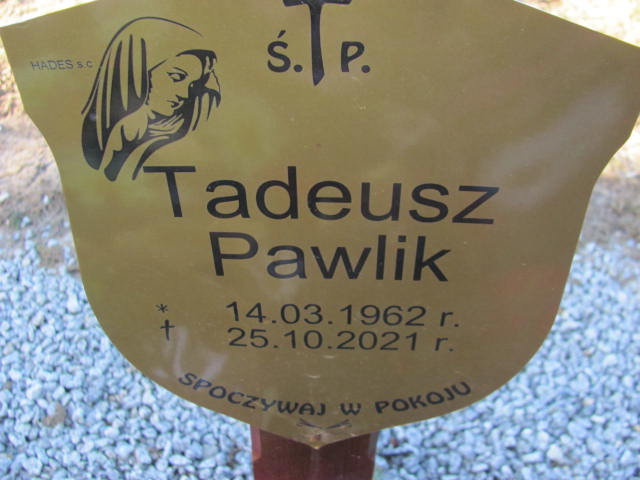 Ś. P.
HADES s.c
Tadeusz
Pawlik
* 14.03.1962 r.
† 25.10.2021 r.
SPOCZYWAJ W POKOJU